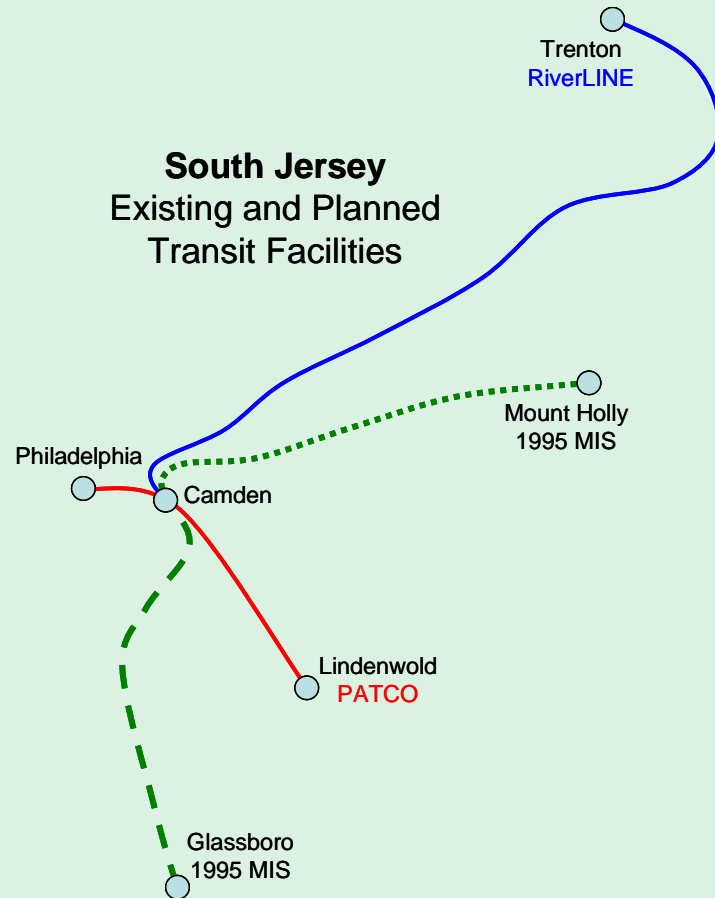 Trenton
RiverLINE
South Jersey
Existing and Planned
Transit Facilities
Mount Holly
1995 MIS
Philadelphia
Camden
Lindenwold
PATCO
Glassboro
1995 MIS